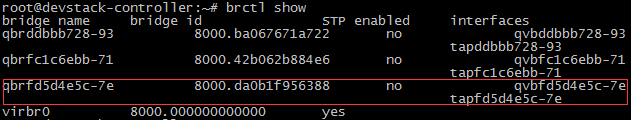 root@devstack-controller:~# brctl show
bridge name bridge id STP enabled interfaces
qbrddbbb728-93 8000.ba067671a722 no qvbddbbb728-93
tapddbbb728-93
qbrfc1c6ebb-71 8000.42b062b884e6 no qvbfc1c6ebb-71
tapfc1c6ebb-71
qbrfd5d4e5c-7e 8000.da0b1f956388 no qvbfd5d4e5c-7e
tapfd5d4e5c-7e
virbr0 8000.000000000000 yes